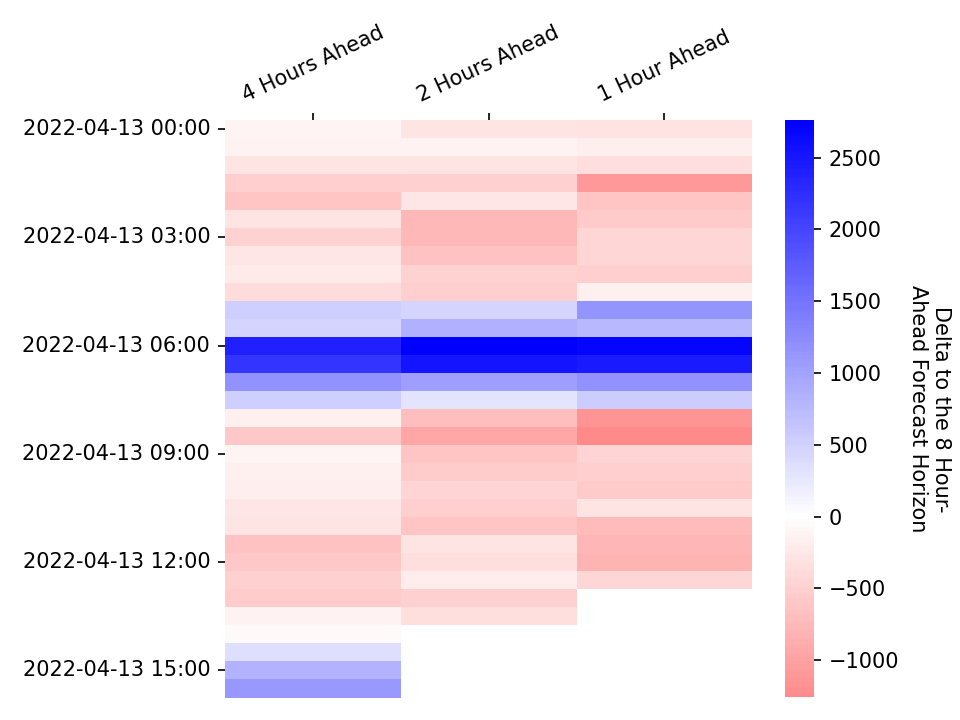 4 Hours Ahead
2 Hours Ahead
1 Hour Ahead
2022-04-13 00:00
2022-04-13 03:00
2022-04-13 06:00
2022-04-13 09:00
2022-04-13 12:00
2022-04-13 15:00
2500
2000
1500
1000
500
0
−500
−1000
Delta to the 8 Hour-
Ahead Forecast Horizon